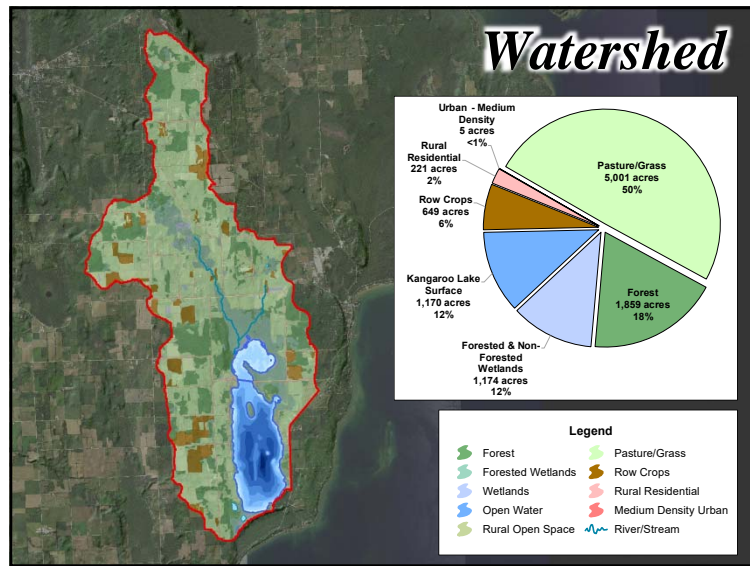 Watershed
Urban - Medium
Density
5 acres
<1%
Rural
Residential
221 acres
2%
Row Crops
649 acres
6%
Kangaroo Lake
Surface
1,170 acres
12%
Forested & Non-
Forested
Wetlands
1,174 acres
12%
Pasture/Grass
5,001 acres
50%
Forest
1,859 acres
18%
Legend
Forest
Forested Wetlands
Wetlands
Open Water
Rural Open Space
Pasture/Grass
Row Crops
Rural Residential
Medium Density Urban
River/Stream